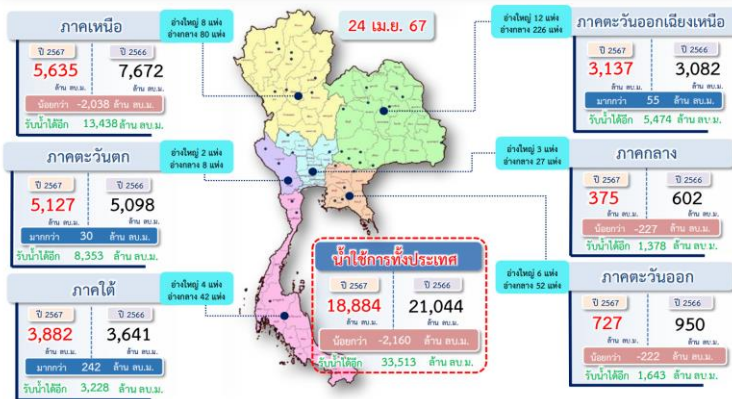 24 เม.ย. 67
ภาคเหนือ
อ่างใหญ่ 8 แห่ง
อ่างกลาง 80 แห่ง
ปี 2567 ปี 2566
5,635 7,672
ล้าน ลบ.ม. ล้าน ลบ.ม.
น้อยกว่า -2,038 ล้าน ลบ.ม.
รับน้ำได้อีก 13,438 ล้าน ลบ.ม.
ภาคตะวันตก
อ่างใหญ่ 2 แห่ง
อ่างกลาง 8 แห่ง
ปี 2567 ปี 2566
5,127 5,098
ล้าน ลบ.ม. ล้าน ลบ.ม.
มากกว่า 30 ล้าน ลบ.ม.
รับน้ำได้อีก 8,353 ล้าน ลบ.ม.
ภาคใต้
อ่างใหญ่ 4 แห่ง
อ่างกลาง 42 แห่ง
ปี 2567 ปี 2566
3,882 3,641
ล้าน ลบ.ม. ล้าน ลบ.ม.
มากกว่า 242 ล้าน ลบ.ม.
รับน้ำได้อีก 3,228 ล้าน ลบ.ม.
น้ำใช้การทั้งประเทศ
ปี 2567 ปี 2566
18,884 21,044
ล้าน ลบ.ม. ล้าน ลบ.ม.
น้อยกว่า -2,160 ล้าน ลบ.ม.
รับน้ำได้อีก 33,513 ล้าน ลบ.ม.
อ่างใหญ่ 12 แห่ง
อ่างกลาง 226 แห่ง
ภาคตะวันออกเฉียงเหนือ
ปี 2567 ปี 2566
3,137 3,082
ล้าน ลบ.ม. ล้าน ลบ.ม.
มากกว่า 55 ล้าน ลบ.ม.
รับน้ำได้อีก 5,474 ล้าน ลบ.ม.
อ่างใหญ่ 3 แห่ง
อ่างกลาง 27 แห่ง
ภาคกลาง
ปี 2567 ปี 2566
375 602
ล้าน ลบ.ม. ล้าน ลบ.ม.
น้อยกว่า -227 ล้าน ลบ.ม.
รับน้ำได้อีก 1,378 ล้าน ลบ.ม.
อ่างใหญ่ 6 แห่ง
อ่างกลาง 52 แห่ง
ภาคตะวันออก
ปี 2567 ปี 2566
727 950
ล้าน ลบ.ม. ล้าน ลบ.ม.
น้อยกว่า -222 ล้าน ลบ.ม.
รับน้ำได้อีก 1,643 ล้าน ลบ.ม.